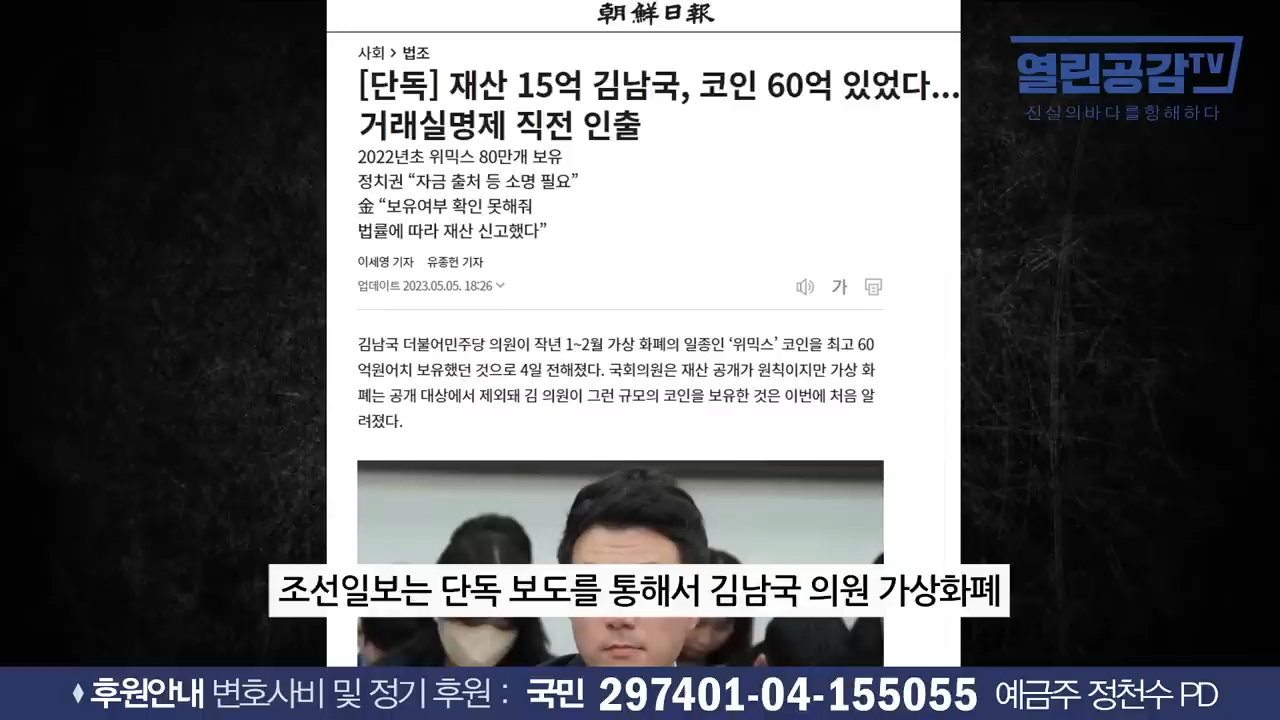 朝鮮日報
사회 > 법조
[단독] 재산 15억 김남국, 코인 60억 있었다...
거래실명제 직전 인출
2022년초 위믹스 80만개 보유
정치권 “자금 출처 등 소명 필요”
金 “보유여부 확인 못해줘
법률에 따라 재산 신고했다”
이세영 기자 유종헌 기자
업데이트 2023.05.05. 18:26
가
김남국 더불어민주당 의원이 작년 1~2월 가상 화폐의 일종인 ‘위믹스’ 코인을 최고 60
억원어치 보유했던 것으로 4일 전해졌다. 국회의원은 재산 공개가 원칙이지만 가상 화
폐는 공개 대상에서 제외돼 김 의원이 그런 규모의 코인을 보유한 것은 이번에 처음 알
려졌다.
열린공감TV
진실의바다를항해하다
조선일보는 단독 보도를 통해서 김남국 의원 가상화폐
♦ 후원안내 변호사비 및 정기 후원 : 국민 297401-04-155055 예금주 정천수 PD